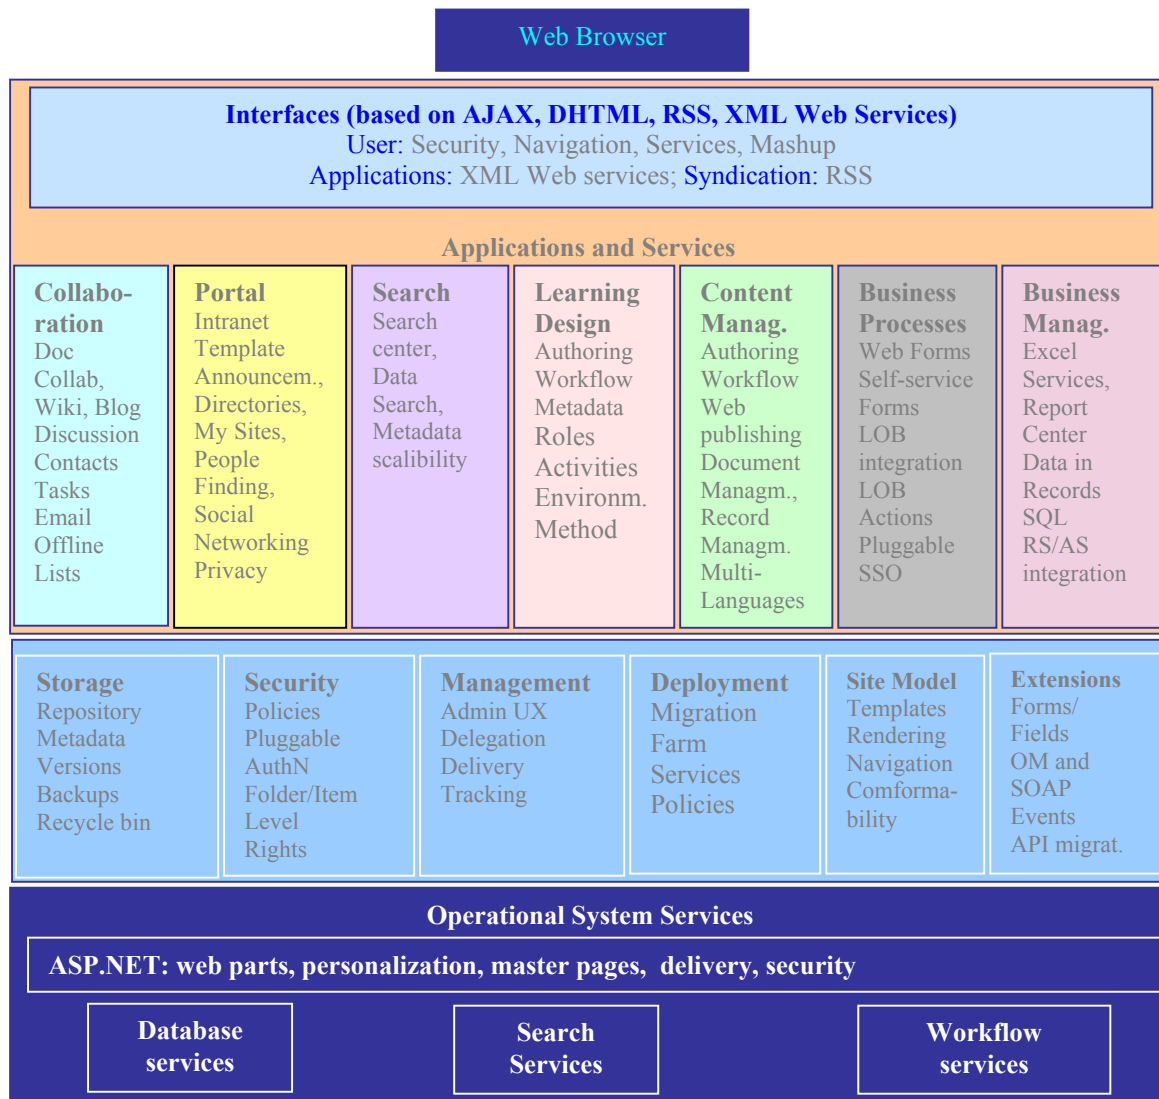 Web Browser
Interfaces (based on AJAX, DHTML, RSS, XML Web Services)
User: Security, Navigation, Services, Mashup
Applications: XML Web services; Syndication: RSS
Applications and Services
Collabo-
ration
Doc
Collab,
Wiki, Blog
Discussion
Contacts
Tasks
Email
Offline
Lists
Portal
Intranet
Template
Announcem.,
Directories,
My Sites,
People
Finding,
Social
Networking
Privacy
Search
Search
center,
Data
Search,
Metadata
scalibility
Learning
Design
Authoring
Workflow
Metadata
Roles
Activities
Environm.
Method
Content
Manag.
Authoring
Workflow
Web
publishing
Document
Managm.,
Record
Managm.
Multi-
Languages
Business
Processes
Web Forms
Self-service
Forms
LOB
integration
LOB
Actions
Pluggable
SSO
Business
Manag.
Excel
Services,
Report
Center
Data in
Records
SQL
RS/AS
integration
Storage
Repository
Metadata
Versions
Backups
Recycle bin
Security
Policies
Pluggable
AuthN
Folder/Item
Level
Rights
Management
Admin UX
Delegation
Delivery
Tracking
Deployment
Migration
Farm
Services
Policies
Site Model
Templates
Rendering
Navigation
Comforma-
bility
Extensions
Forms/
Fields
OM and
SOAP
Events
API migrat.
Operational System Services
ASP.NET: web parts, personalization, master pages, delivery, security
Database
services
Search
Services
Workflow
services